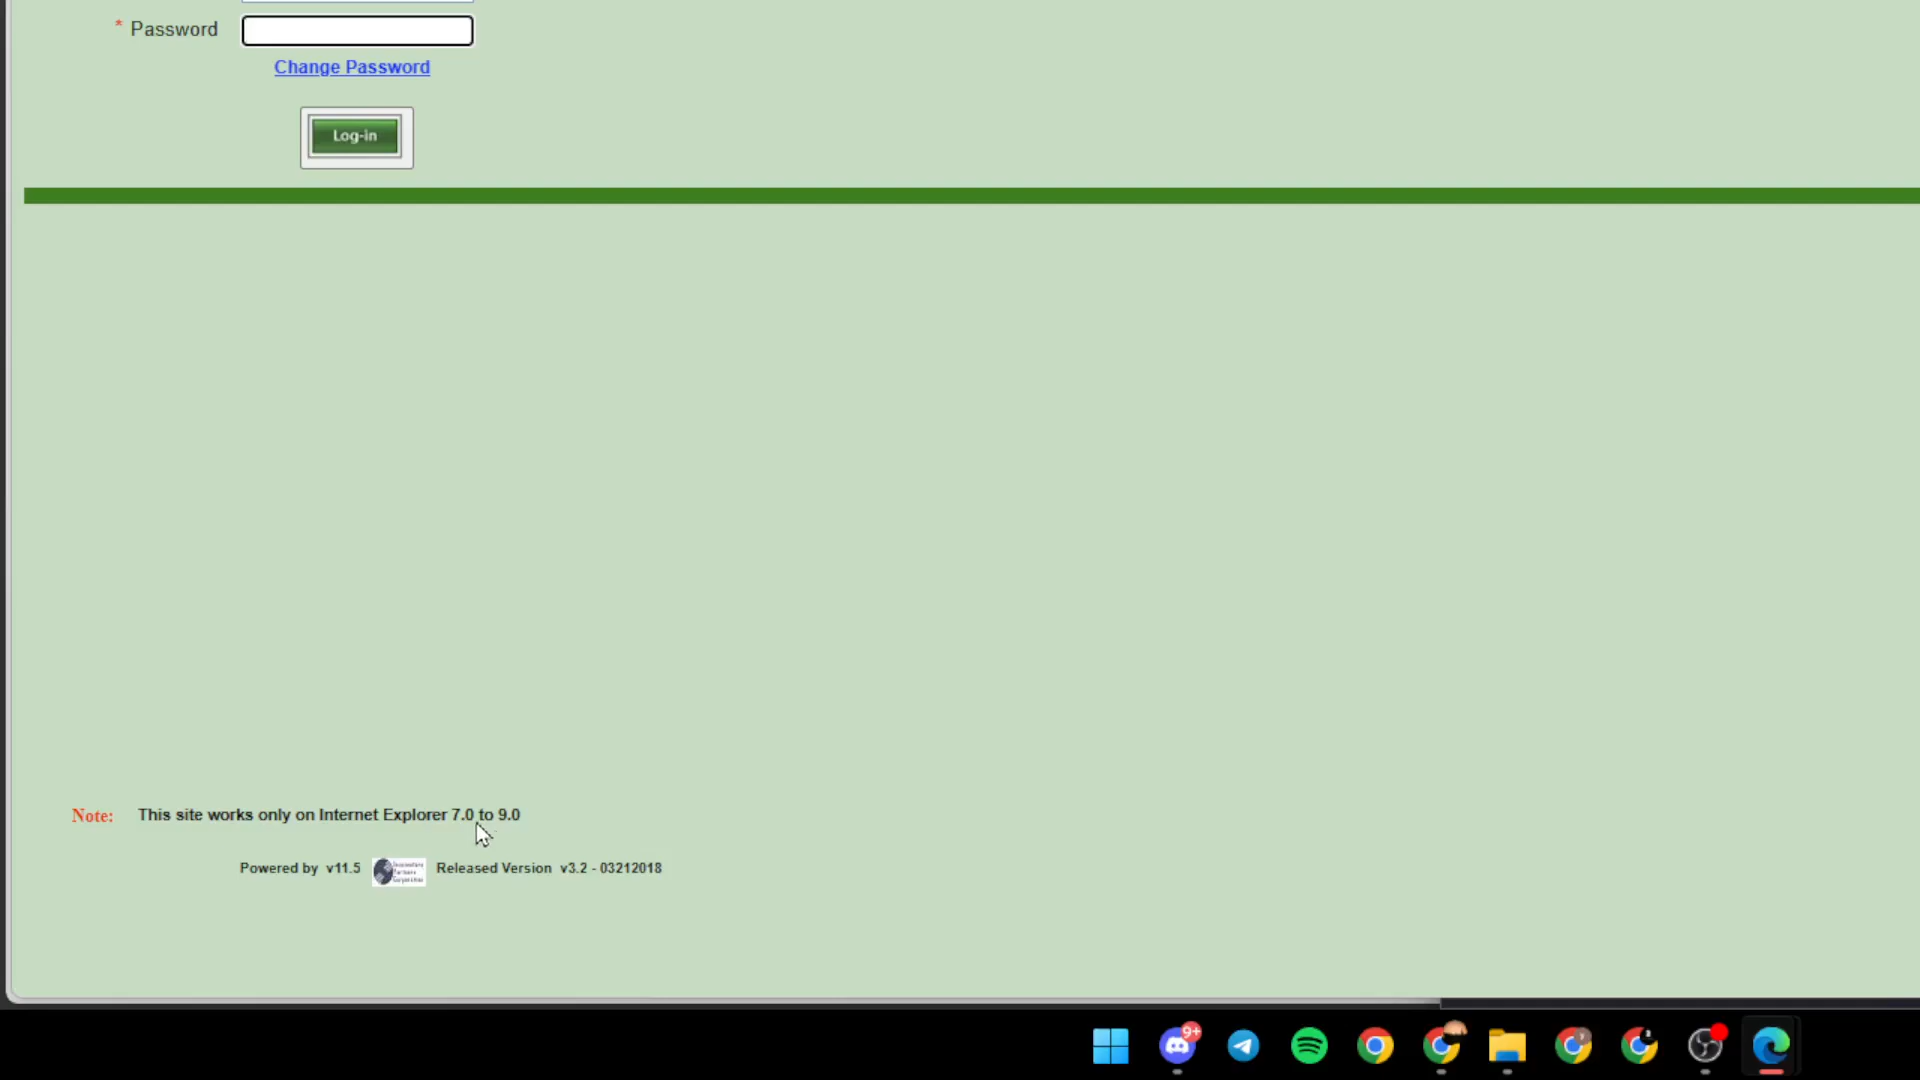 * Password
Change Password
Log-in
Note: This site works only on Internet Explorer 7.0 to 9.0
Powered by v11.5 Released Version v3.2 - 03212018
9+